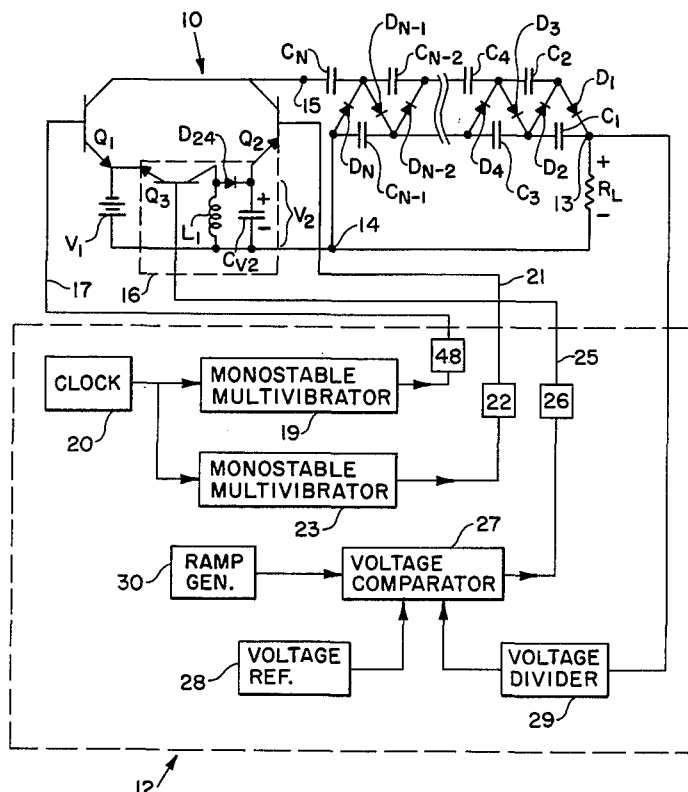 10
C_N
D_N-1
C_N-2
C_4
D_3
C_2
D_1
15
Q_1
D_24
Q_2
D_N
C_N-1
D_N-2
D_4
C_3
D_2
C_1
13
+
R_L
-
Q_3
L_1
+
-
V_2
V_1
C_V2
14
17
16
21
25
CLOCK
20
MONOSTABLE
MULTIVIBRATOR
19
48
22
26
MONOSTABLE
MULTIVIBRATOR
23
27
30
RAMP
GEN.
VOLTAGE
COMPARATOR
28
VOLTAGE
REF.
VOLTAGE
DIVIDER
29
12